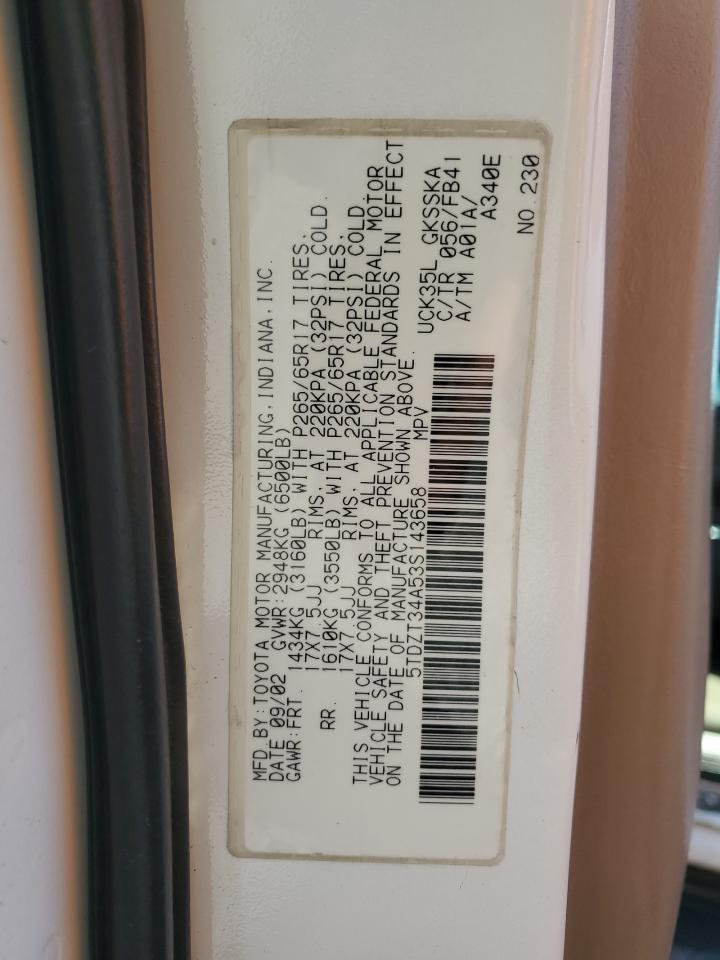 MFD.BY:TOYOTA MOTOR MANUFACTURING,INDIANA,INC.
DATE 09/02 GVWR:2948KG (6500LB)
GAWR:FRT. 1434KG (3160LB) WITH P265/65R17 TIRES,
17X7.5JJ RIMS, AT 220KPA (32PSI) COLD.
RR. 1610KG (3550LB) WITH P265/65R17 TIRES,
17X7.5JJ RIMS, AT 220KPA (32PSI) COLD.
THIS VEHICLE CONFORMS TO ALL APPLICABLE FEDERAL MOTOR
VEHICLE SAFETY AND THEFT PREVENTION STANDARDS IN EFFECT
ON THE DATE OF MANUFACTURE SHOWN ABOVE.
5TDZT34A53S143658 MPV
UCK35L GKSSKA
C/TR 056/FB41
A/TM A01A/
A340E
NO.230